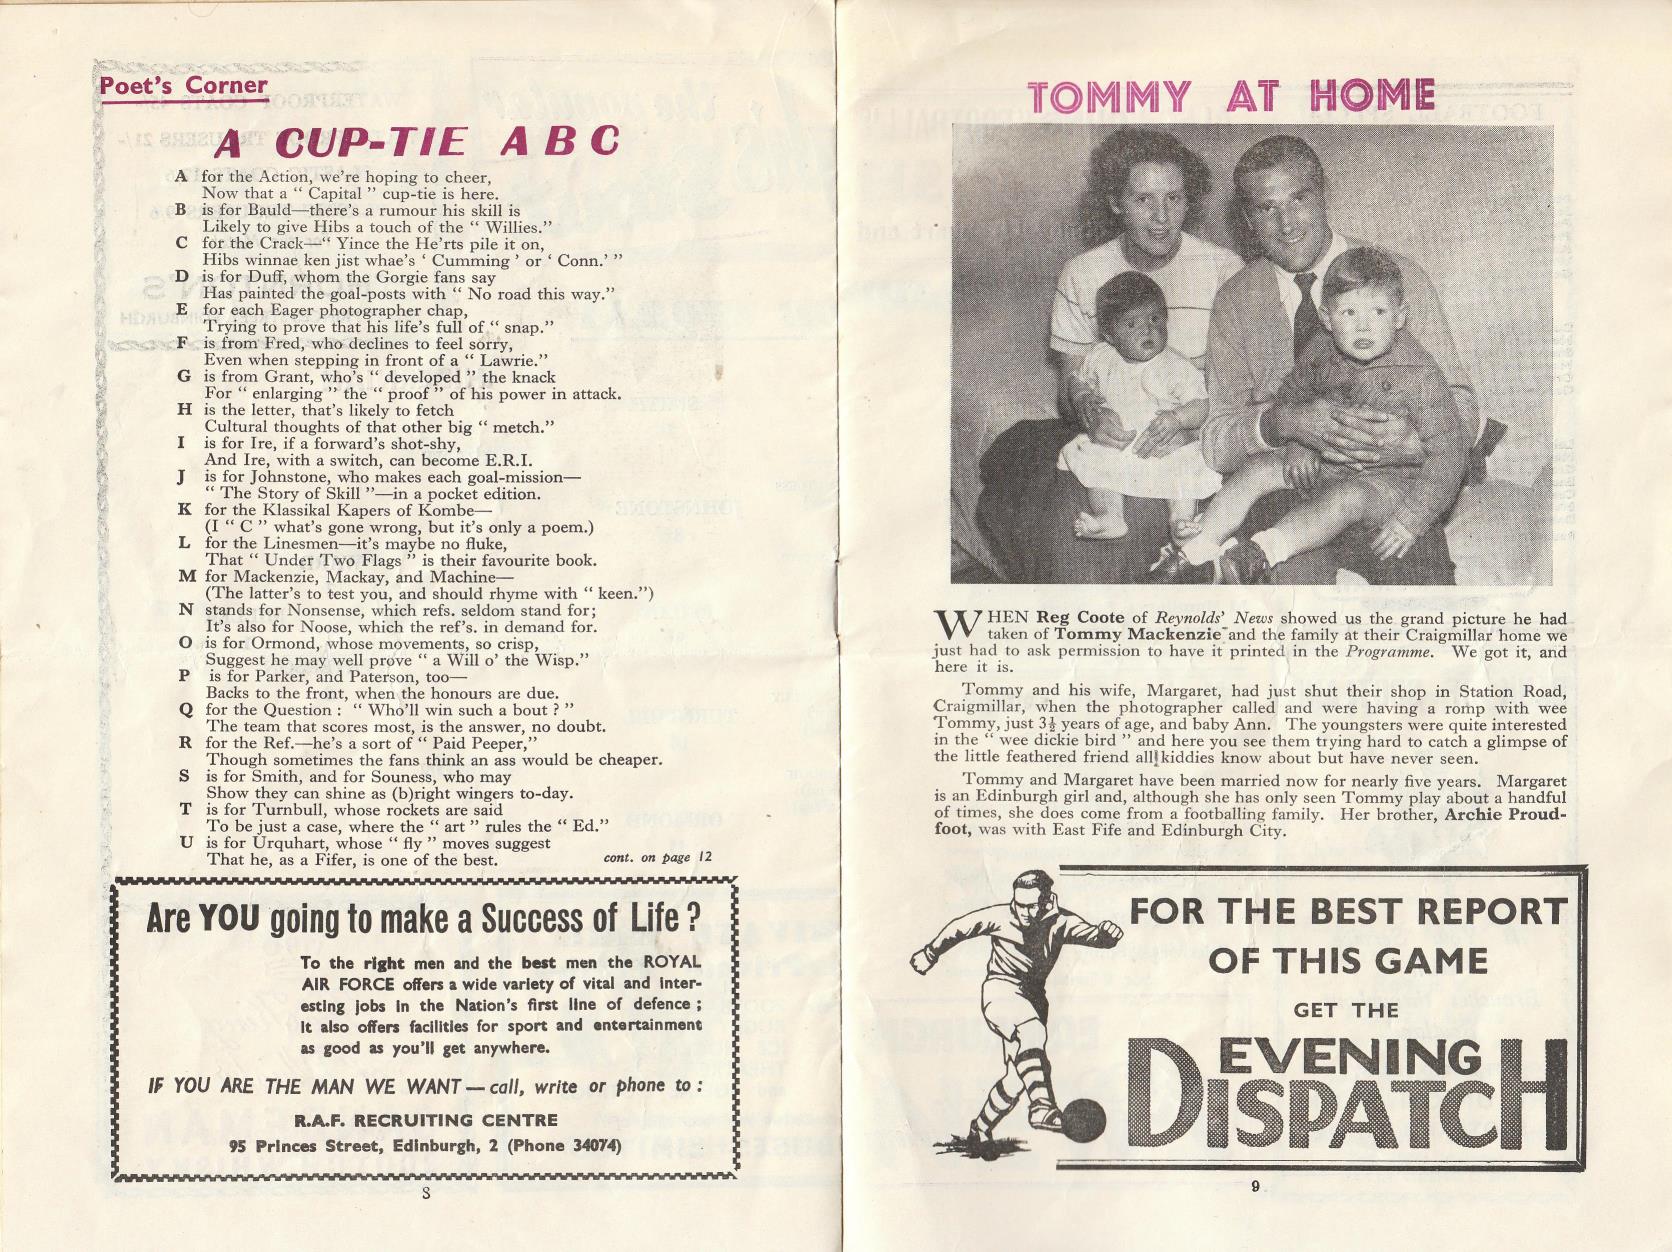 Poet's Corner
A CUP-TIE ABC
A for the Action, we're hoping to cheer,
Now that a “ Capital ” cup-tie is here.
B is for Bauld—there's a rumour his skill is
Likely to give Hibs a touch of the “ Willies.”
C for the Crack—“ Yince the He'rts pile it on,
Hibs winnae ken jist whae's ‘ Cumming ’ or ‘ Conn.’ ”
D is for Duff, whom the Gorgie fans say
Has painted the goal-posts with “ No road this way.”
E for each Eager photographer chap,
Trying to prove that his life's full of “ snap.”
F is from Fred, who declines to feel sorry,
Even when stepping in front of a “ Lawrie.”
G is from Grant, who's “ developed ” the knack
For “ enlarging ” the “ proof ” of his power in attack.
H is the letter, that's likely to fetch
Cultural thoughts of that other big “ metch.”
I is for Ire, if a forward's shot-shy,
And Ire, with a switch, can become E.R.I.
J is for Johnstone, who makes each goal-mission—
“ The Story of Skill ”—in a pocket edition.
K for the Klassikal Kapers of Kombe—
(I “ C ” what's gone wrong, but it's only a poem.)
L for the Linesmen—it's maybe no fluke,
That “ Under Two Flags ” is their favourite book.
M for Mackenzie, Mackay, and Machine—
(The latter's to test you, and should rhyme with “ keen.”)
N stands for Nonsense, which refs. seldom stand for;
It's also for Noose, which the ref's. in demand for.
O is for Ormond, whose movements, so crisp,
Suggest he may well prove “ a Will o' the Wisp.”
P is for Parker, and Paterson, too—
Backs to the front, when the honours are due.
Q for the Question : “ Who'll win such a bout ? ”
The team that scores most, is the answer, no doubt.
R for the Ref.—he's a sort of “ Paid Peeper,”
Though sometimes the fans think an ass would be cheaper.
S is for Smith, and for Souness, who may
Show they can shine as (b)right wingers to-day.
T is for Turnbull, whose rockets are said
To be just a case, where the “ art ” rules the “ Ed.”
U is for Urquhart, whose “ fly ” moves suggest
That he, as a Fifer, is one of the best.
cont. on page 12
Are YOU going to make a Success of Life ?
To the right men and the best men the ROYAL
AIR FORCE offers a wide variety of vital and inter-
esting jobs in the Nation's first line of defence ;
it also offers facilities for sport and entertainment
as good as you'll get anywhere.
IF YOU ARE THE MAN WE WANT — call, write or phone to :
R.A.F. RECRUITING CENTRE
95 Princes Street, Edinburgh, 2 (Phone 34074)
8
TOMMY AT HOME
WHEN Reg Coote of Reynolds' News showed us the grand picture he had
taken of Tommy Mackenzie and the family at their Craigmillar home we
just had to ask permission to have it printed in the Programme. We got it, and
here it is.
Tommy and his wife, Margaret, had just shut their shop in Station Road,
Craigmillar, when the photographer called and were having a romp with wee
Tommy, just 3½ years of age, and baby Ann. The youngsters were quite interested
in the “ wee dickie bird ” and here you see them trying hard to catch a glimpse of
the little feathered friend all kiddies know about but have never seen.
Tommy and Margaret have been married now for nearly five years. Margaret
is an Edinburgh girl and, although she has only seen Tommy play about a handful
of times, she does come from a footballing family. Her brother, Archie Proud-
foot, was with East Fife and Edinburgh City.
FOR THE BEST REPORT
OF THIS GAME
GET THE
EVENING
DISPATCH
9